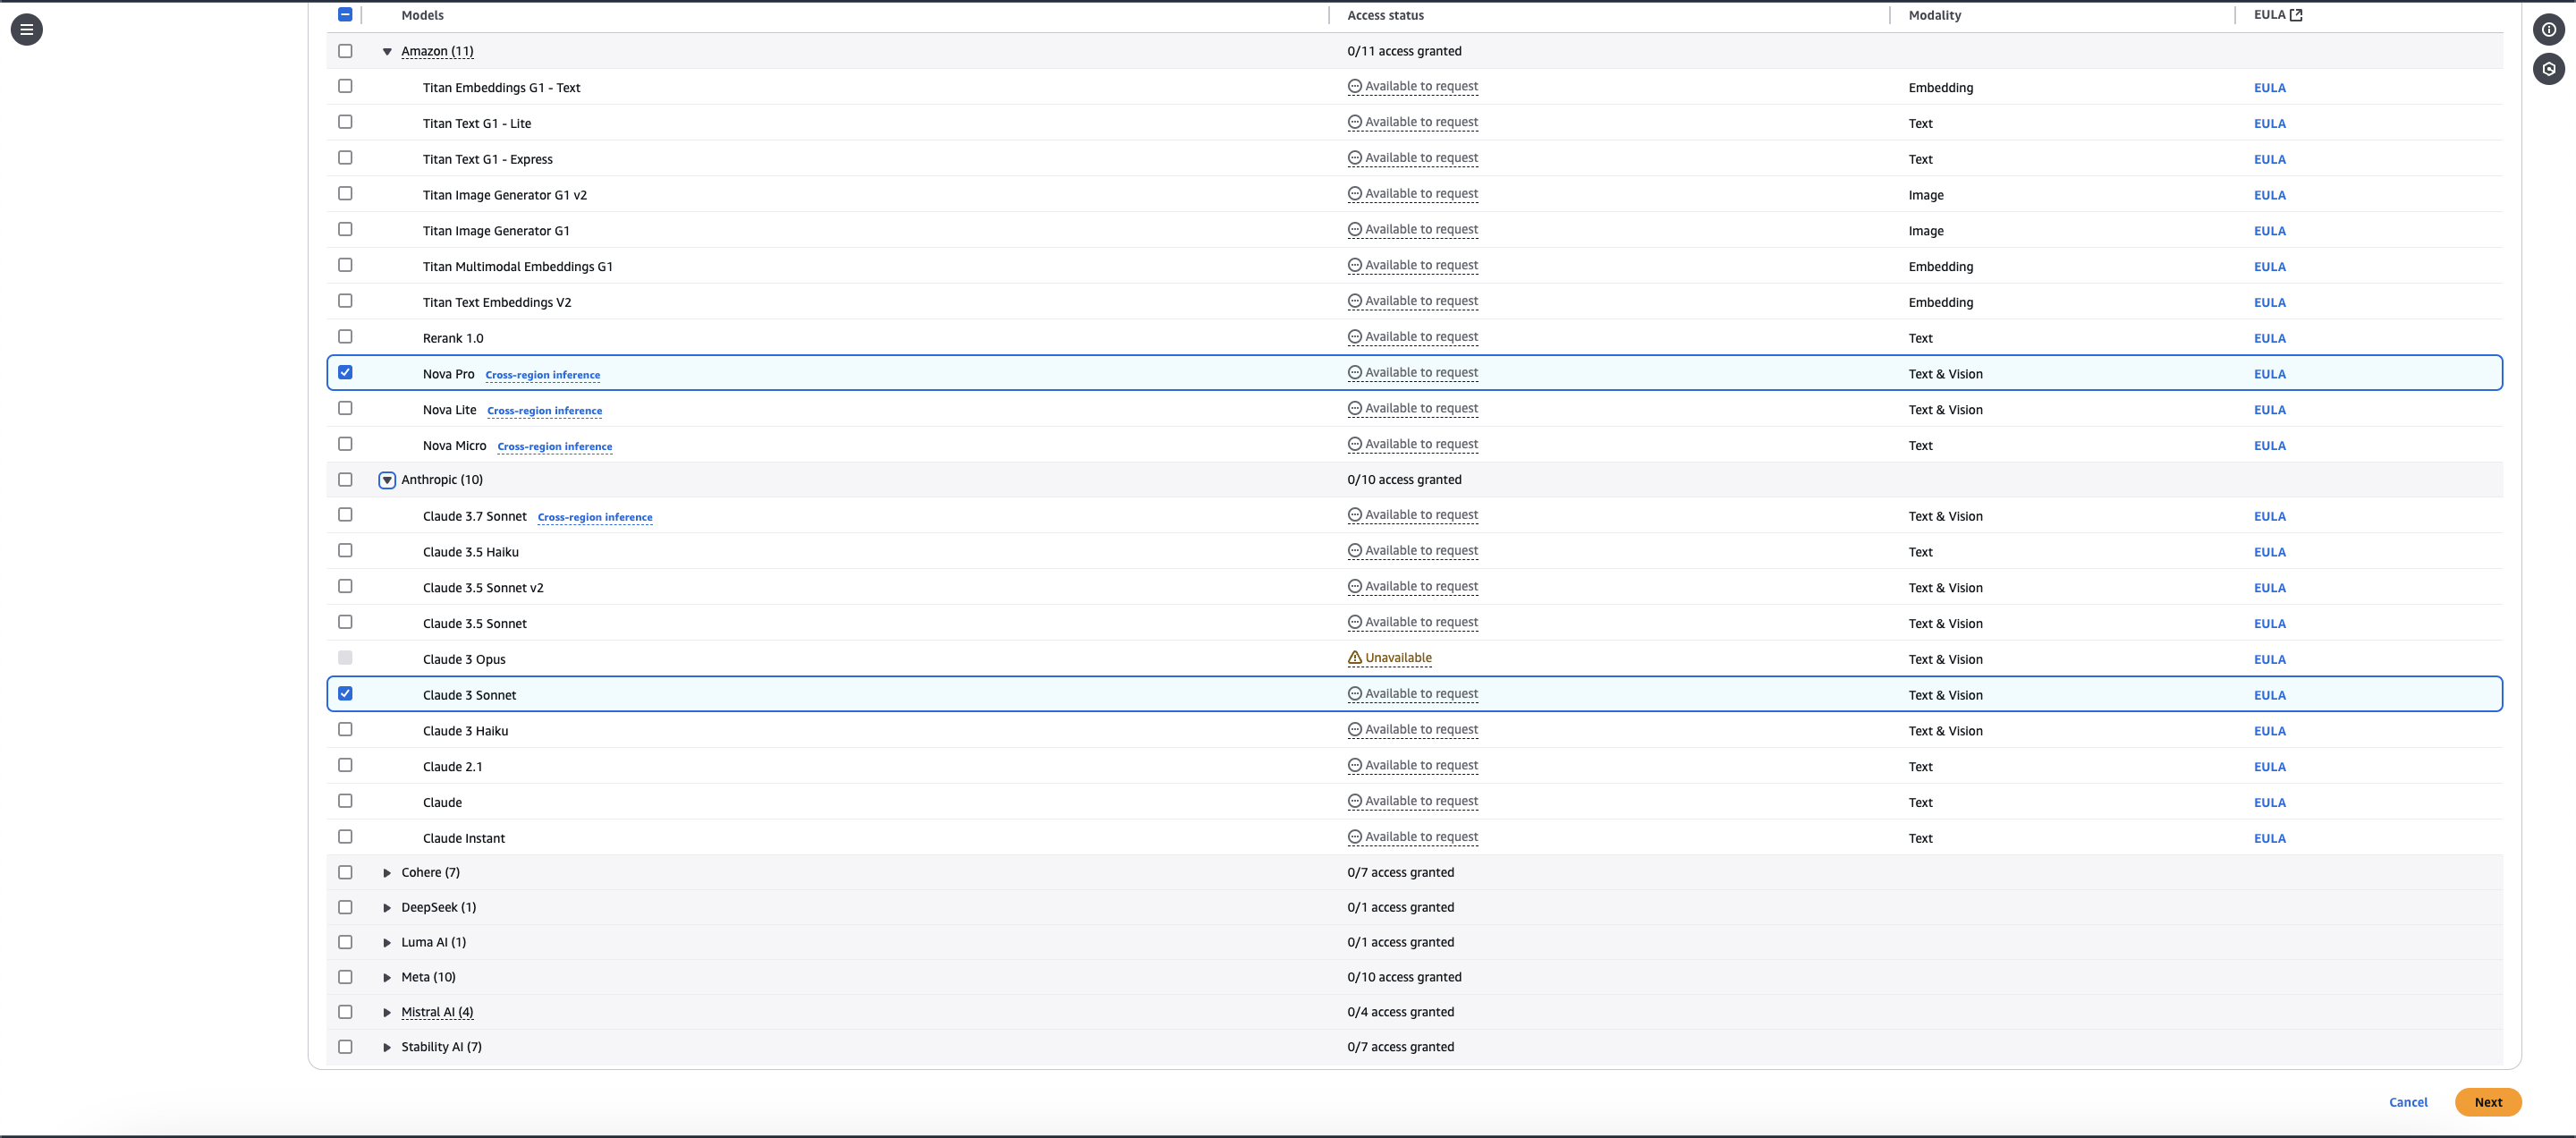 Models Access status Modality EULA
Amazon (11) 0/11 access granted
Titan Embeddings G1 - Text Available to request Embedding EULA
Titan Text G1 - Lite Available to request Text EULA
Titan Text G1 - Express Available to request Text EULA
Titan Image Generator G1 v2 Available to request Image EULA
Titan Image Generator G1 Available to request Image EULA
Titan Multimodal Embeddings G1 Available to request Embedding EULA
Titan Text Embeddings V2 Available to request Embedding EULA
Rerank 1.0 Available to request Text EULA
Nova Pro Cross-region inference Available to request Text & Vision EULA
Nova Lite Cross-region inference Available to request Text & Vision EULA
Nova Micro Cross-region inference Available to request Text EULA
Anthropic (10) 0/10 access granted
Claude 3.7 Sonnet Cross-region inference Available to request Text & Vision EULA
Claude 3.5 Haiku Available to request Text EULA
Claude 3.5 Sonnet v2 Available to request Text & Vision EULA
Claude 3.5 Sonnet Available to request Text & Vision EULA
Claude 3 Opus Unavailable Text & Vision EULA
Claude 3 Sonnet Available to request Text & Vision EULA
Claude 3 Haiku Available to request Text & Vision EULA
Claude 2.1 Available to request Text EULA
Claude Available to request Text EULA
Claude Instant Available to request Text EULA
Cohere (7) 0/7 access granted
DeepSeek (1) 0/1 access granted
Luma AI (1) 0/1 access granted
Meta (10) 0/10 access granted
Mistral AI (4) 0/4 access granted
Stability AI (7) 0/7 access granted
Cancel Next